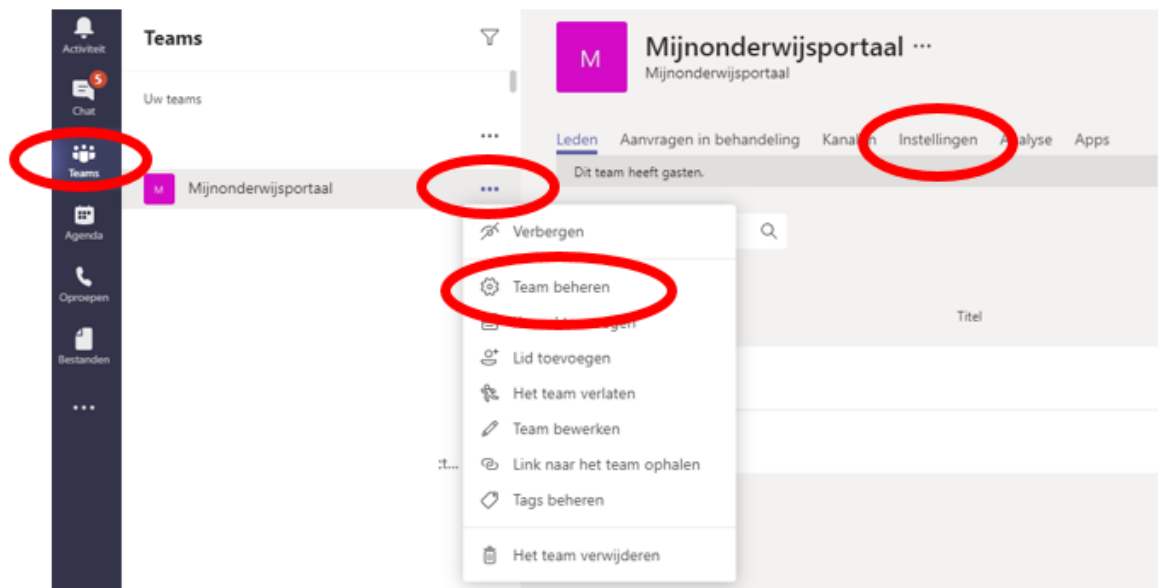 Activiteit
5
Chat
Teams
Agenda
Oproepen
Bestanden
Teams
Uw teams
M
Mijnonderwijsportaal
M
Mijnonderwijsportaal
Mijnonderwijsportaal
Leden Aanvragen in behandeling Kanalen Instellingen Analyse Apps
Dit team heeft gasten.
Titel
Verbergen
Team beheren
Lid toevoegen
Het team verlaten
Team bewerken
Link naar het team ophalen
Tags beheren
Het team verwijderen